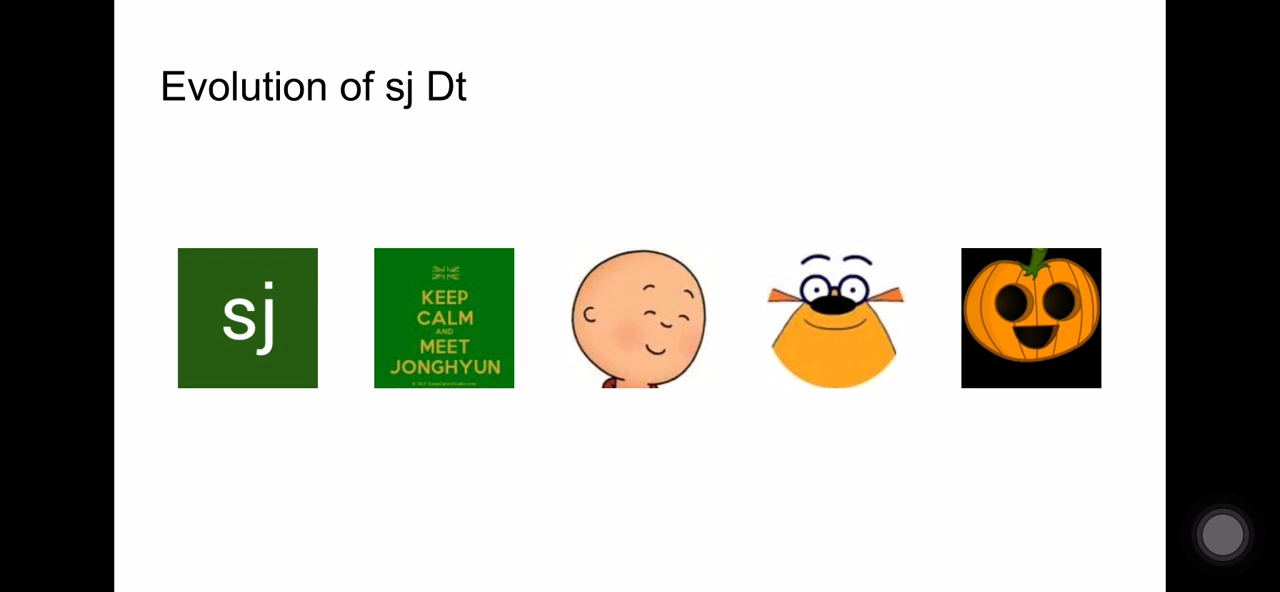 Evolution of sj Dt
sj
KEEP
CALM
AND
MEET
JONGHYUN